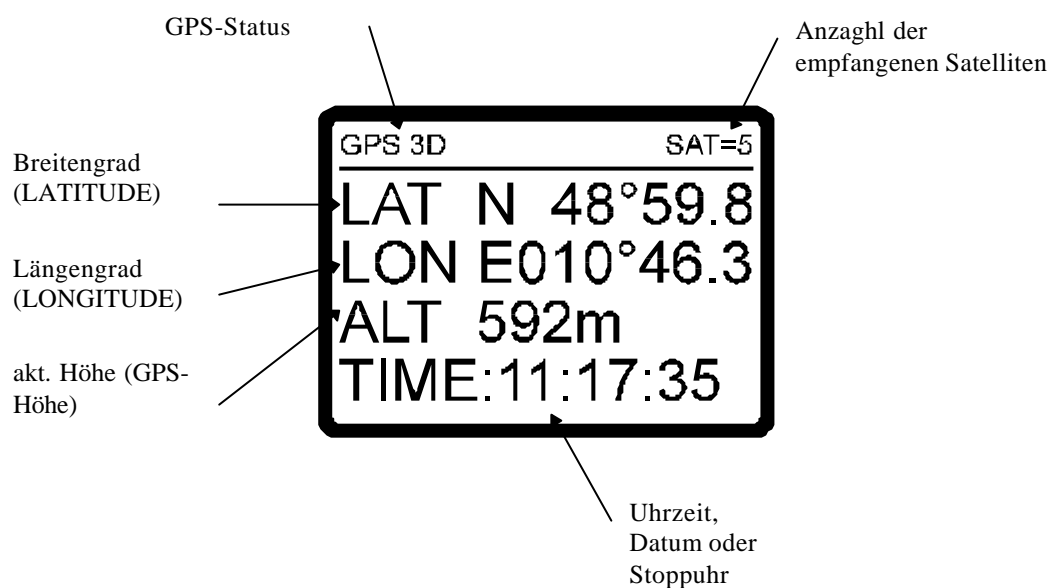 GPS-Status
Anzaghl der
empfangenen Satelliten
GPS 3D SAT=5
Breitengrad
(LATITUDE)
LAT N 48°59.8
Längengrad
(LONGITUDE)
LON E010°46.3
ALT 592m
akt. Höhe (GPS-
Höhe)
TIME:11:17:35
Uhrzeit,
Datum oder
Stoppuhr